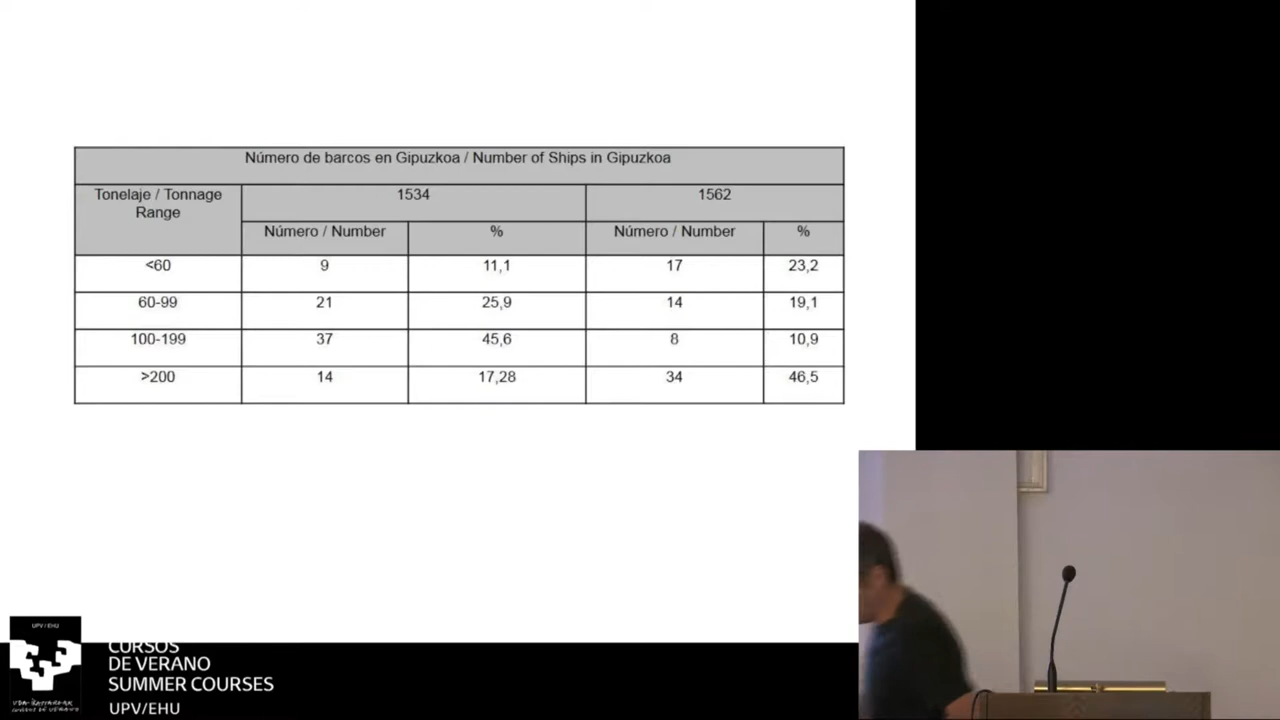 Número de barcos en Gipuzkoa / Number of Ships in Gipuzkoa
Tonelaje / Tonnage Range 1534 1562
Número / Number % Número / Number %
<60 9 11,1 17 23,2
60-99 21 25,9 14 19,1
100-199 37 45,6 8 10,9
>200 14 17,28 34 46,5
UPV / EHU
CURSOS
DE VERANO
SUMMER COURSES
UPV/EHU